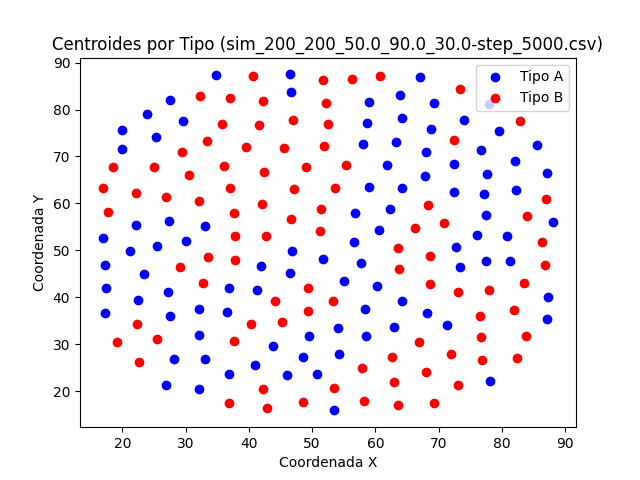 Centroides por Tipo (sim_200_200_50.0_90.0_30.0-step_5000.csv)
Tipo A
Tipo B
90
80
70
60
50
40
30
20
Coordenada Y
20 30 40 50 60 70 80 90
Coordenada X